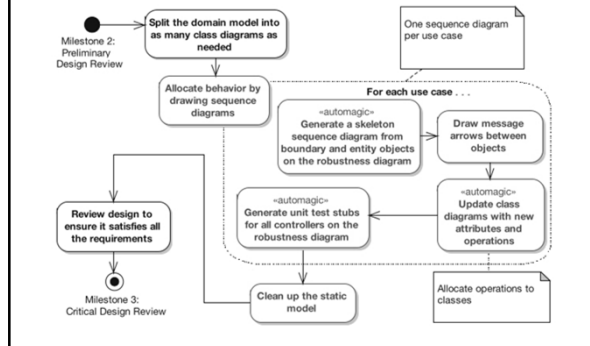 Milestone 2:
Preliminary
Design Review
Split the domain model into
as many class diagrams as
needed
One sequence diagram
per use case
Allocate behavior by
drawing sequence
diagrams
For each use case . . .
«automagic»
Generate a skeleton
sequence diagram from
boundary and entity objects
on the robustness diagram
Draw message
arrows between
objects
«automagic»
Update class
diagrams with new
attributes and
operations
«automagic»
Generate unit test stubs
for all controllers on the
robustness diagram
Review design to
ensure it satisfies all
the requirements
Clean up the static
model
Allocate operations to
classes
Milestone 3:
Critical Design Review